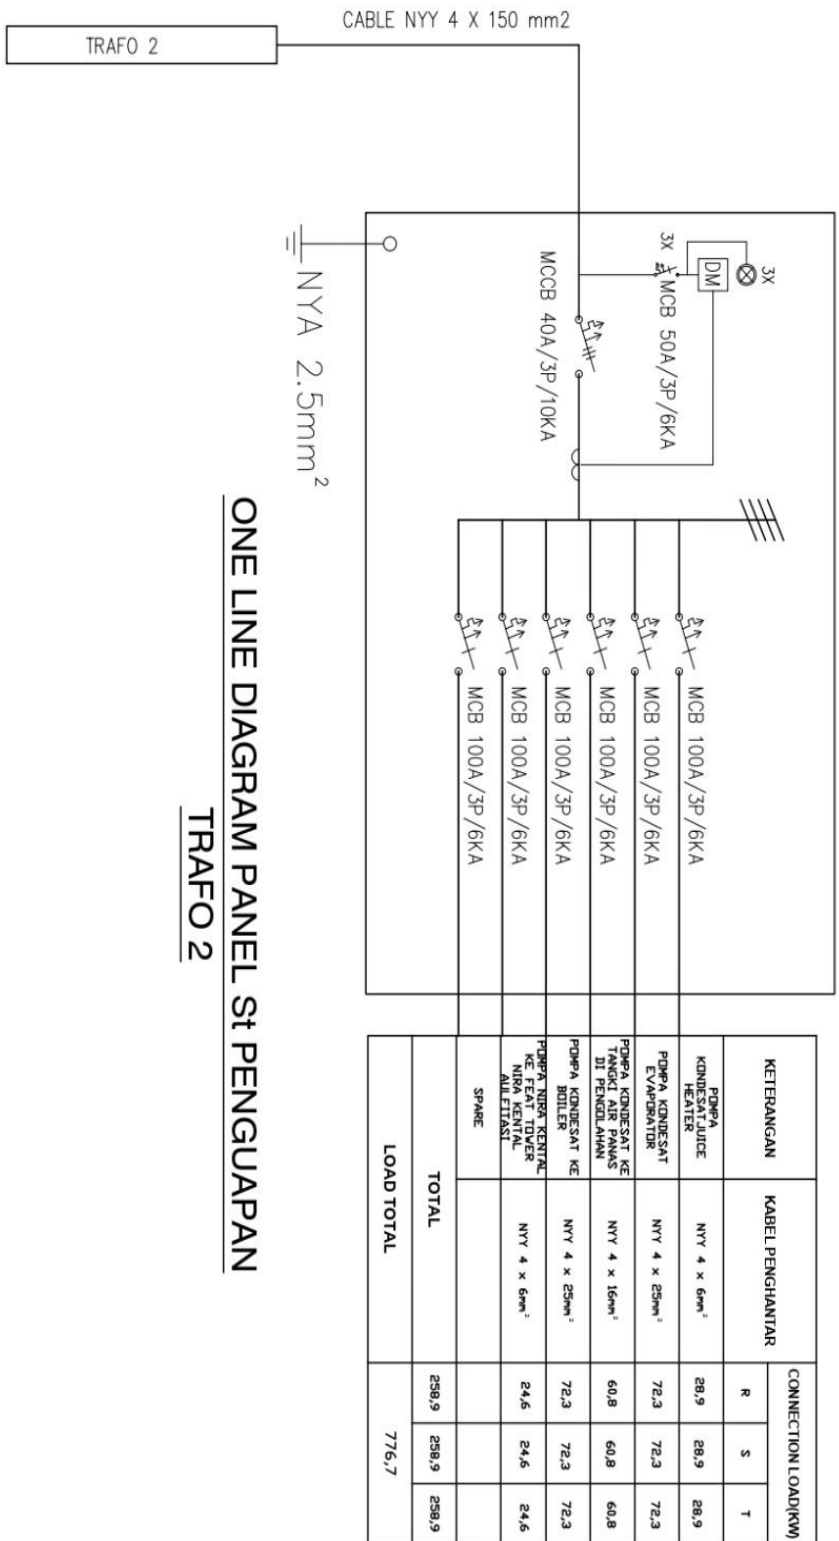 CABLE NYY 4 X 150 mm2
TRAFO 2
3X
3X
DM
MCB 50A/3P/6KA
MCCB 40A/3P/10KA
NYA 2.5mm²
MCB 100A/3P/6KA
MCB 100A/3P/6KA
MCB 100A/3P/6KA
MCB 100A/3P/6KA
MCB 100A/3P/6KA
MCB 100A/3P/6KA
ONE LINE DIAGRAM PANEL St PENGUAPAN
TRAFO 2
KETERANGAN KABEL PENGHANTAR CONNECTION LOAD(KW)
R S T
POMPA
KONDESAT JUICE
HEATER
NYY 4 x 6mm² 28,9 28,9 28,9
POMPA KONDESAT
EVAPORATOR
NYY 4 x 25mm² 72,3 72,3 72,3
POMPA KONDESAT KE
TANGKI AIR PANAS
DI PENGOLAHAN
NYY 4 x 16mm² 60,8 60,8 60,8
POMPA KONDESAT KE
BOILER
NYY 4 x 25mm² 72,3 72,3 72,3
POMPA NIRA KENTAL
KE FEAT TOWER
NIRA KENTAL
NYY 4 x 6mm² 24,6 24,6 24,6
SPARE
TOTAL 258,9 258,9 258,9
LOAD TOTAL 776,7